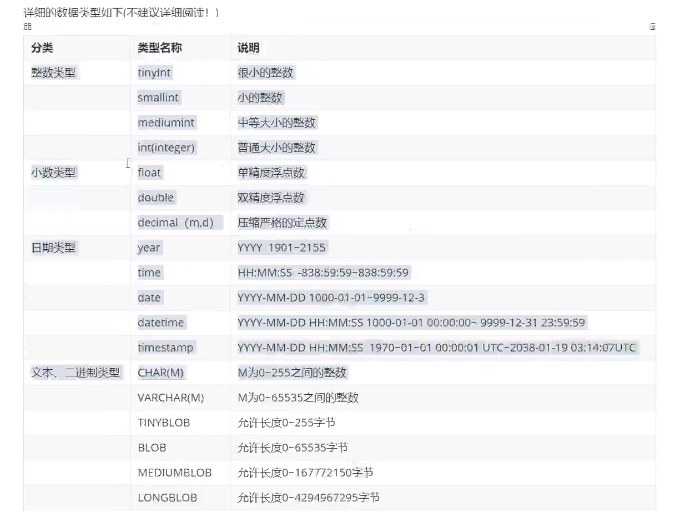 详细的数据类型如下(不建议详细阅读！)
分类 类型名称 说明
整数类型 tinyInt 很小的整数
smallint 小的整数
mediumint 中等大小的整数
int(integer) 普通大小的整数
小数类型 float 单精度浮点数
double 双精度浮点数
decimal（m,d） 压缩严格的定点数
日期类型 year YYYY 1901~2155
time HH:MM:SS -838:59:59~838:59:59
date YYYY-MM-DD 1000-01-01~9999-12-3
datetime YYYY-MM-DD HH:MM:SS 1000-01-01 00:00:00~ 9999-12-31 23:59:59
timestamp YYYY-MM-DD HH:MM:SS 1970~01~01 00:00:01 UTC~2038-01-19 03:14:07UTC
文本、二进制类型 CHAR(M) M为0~255之间的整数
VARCHAR(M) M为0~65535之间的整数
TINYBLOB 允许长度0~255字节
BLOB 允许长度0~65535字节
MEDIUMBLOB 允许长度0~167772150字节
LONGBLOB 允许长度0~4294967295字节